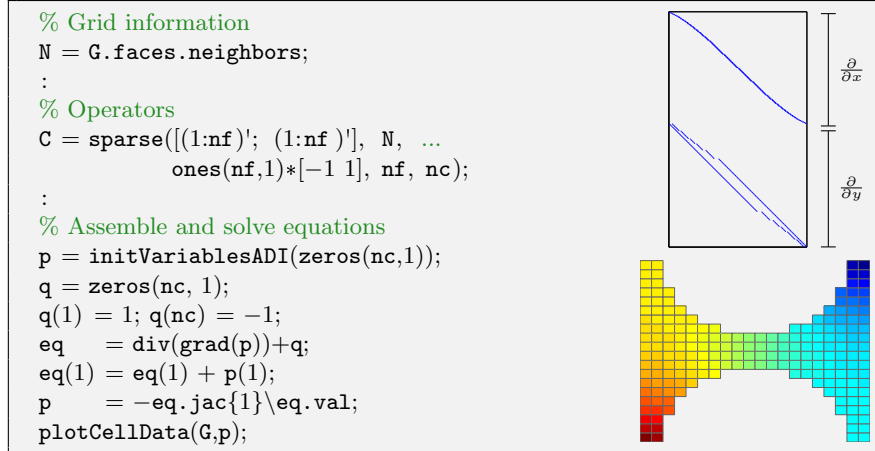 % Grid information
N = G.faces.neighbors;
:
% Operators
C = sparse([(1:nf)'; (1:nf )'], N, ...
ones(nf,1)*[−1 1], nf, nc);
:
% Assemble and solve equations
p = initVariablesADI(zeros(nc,1));
q = zeros(nc, 1);
q(1) = 1; q(nc) = −1;
eq = div(grad(p))+q;
eq(1) = eq(1) + p(1);
p = −eq.jac{1}\eq.val;
plotCellData(G,p);
∂/∂x
∂/∂y